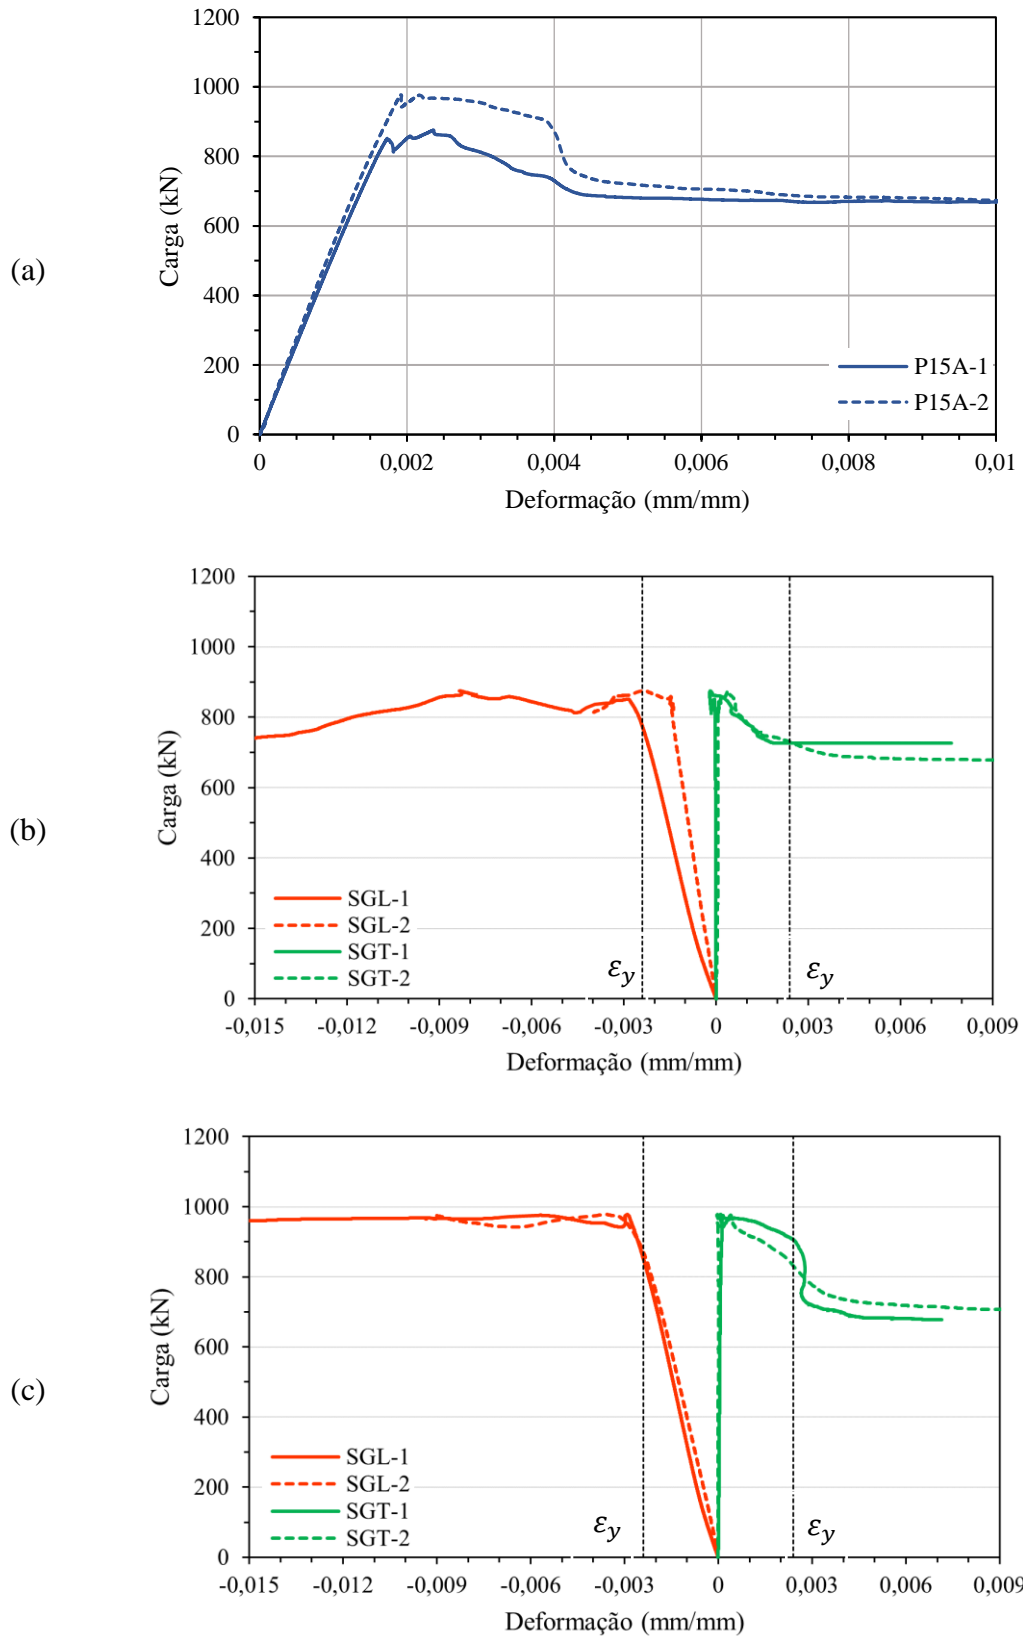 (a)
Carga (kN)
1200
1000
800
600
400
200
0
P15A-1
P15A-2
0 0,002 0,004 0,006 0,008 0,01
Deformação (mm/mm)
(b)
Carga (kN)
1200
1000
800
600
400
200
0
SGL-1
SGL-2
SGT-1
SGT-2
εy εy
-0,015 -0,012 -0,009 -0,006 -0,003 0 0,003 0,006 0,009
Deformação (mm/mm)
(c)
Carga (kN)
1200
1000
800
600
400
200
0
SGL-1
SGL-2
SGT-1
SGT-2
εy εy
-0,015 -0,012 -0,009 -0,006 -0,003 0 0,003 0,006 0,009
Deformação (mm/mm)